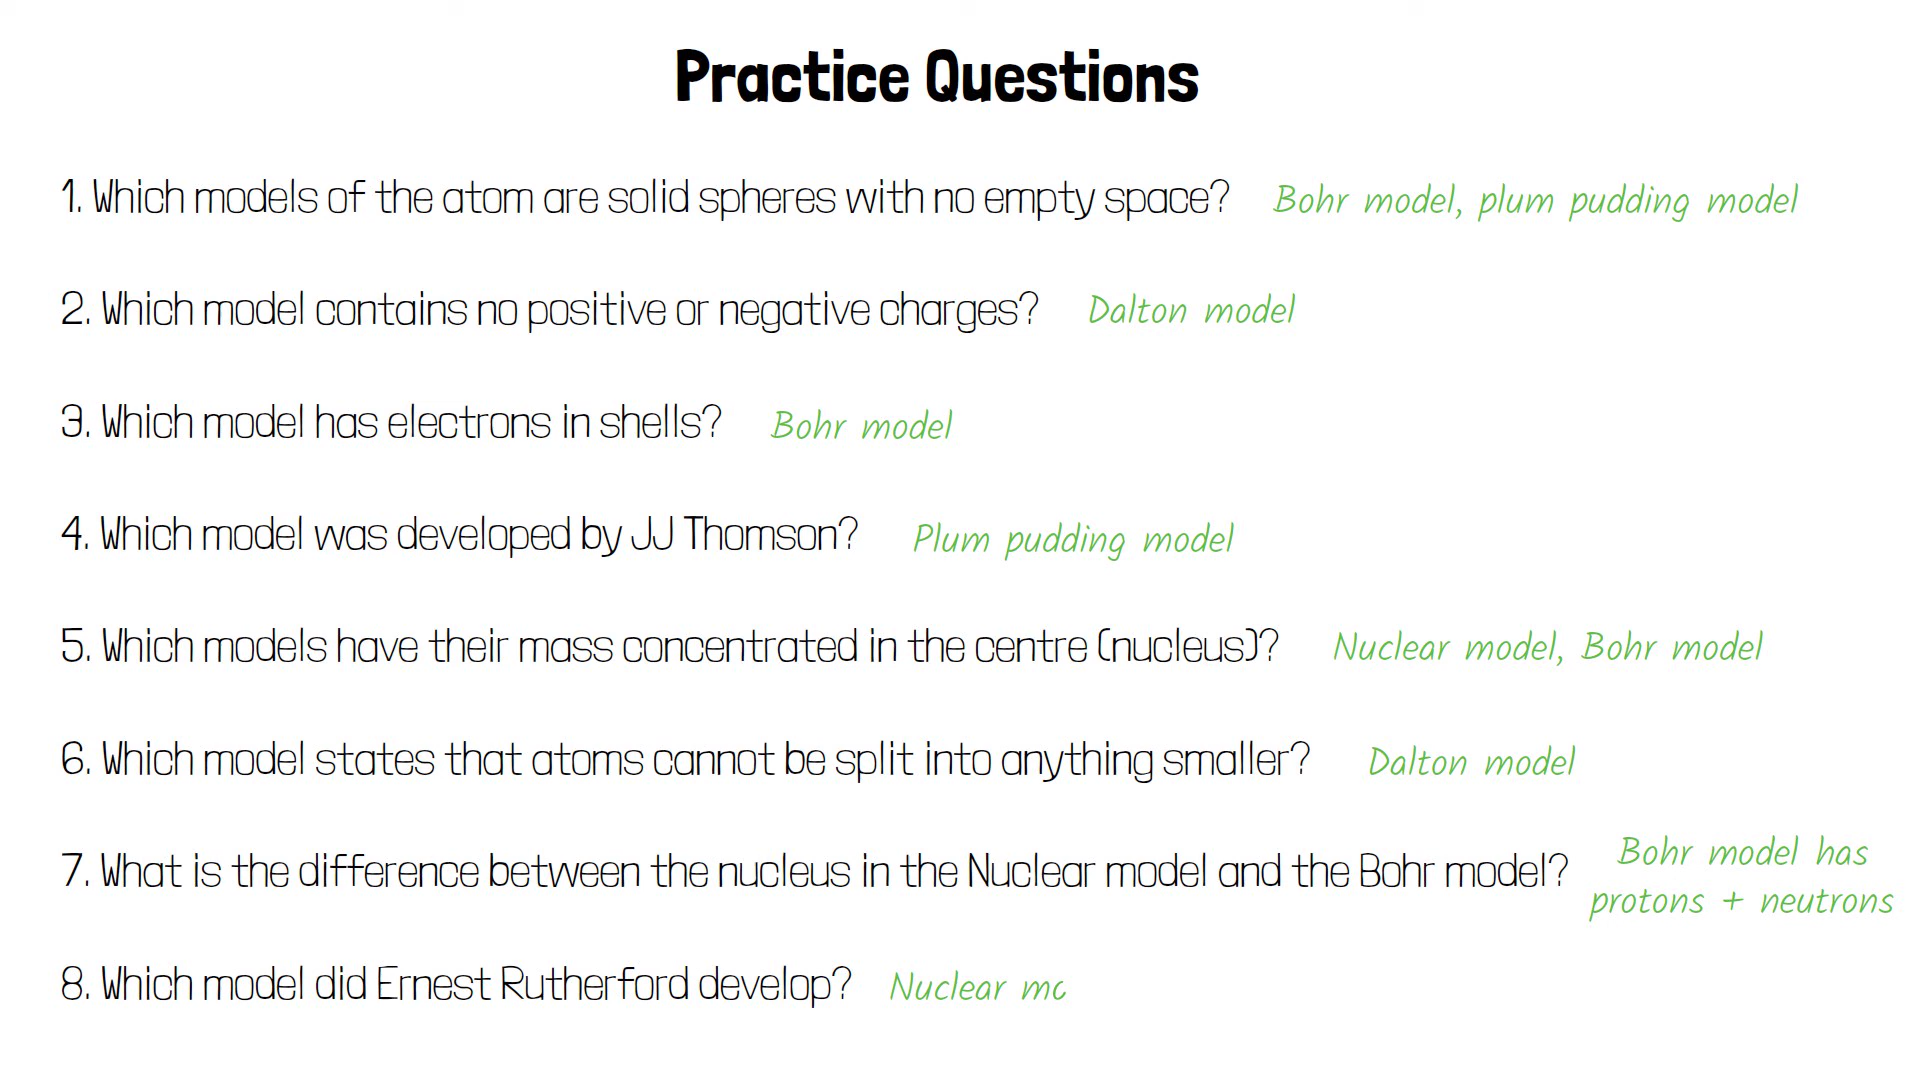 Practice Questions
1. Which models of the atom are solid spheres with no empty space? Bohr model, plum pudding model
2. Which model contains no positive or negative charges? Dalton model
3. Which model has electrons in shells? Bohr model
4. Which model was developed by JJ Thomson? Plum pudding model
5. Which models have their mass concentrated in the centre (nucleus)? Nuclear model, Bohr model
6. Which model states that atoms cannot be split into anything smaller? Dalton model
7. What is the difference between the nucleus in the Nuclear model and the Bohr model? Bohr model has
protons + neutrons
8. Which model did Ernest Rutherford develop? Nuclear